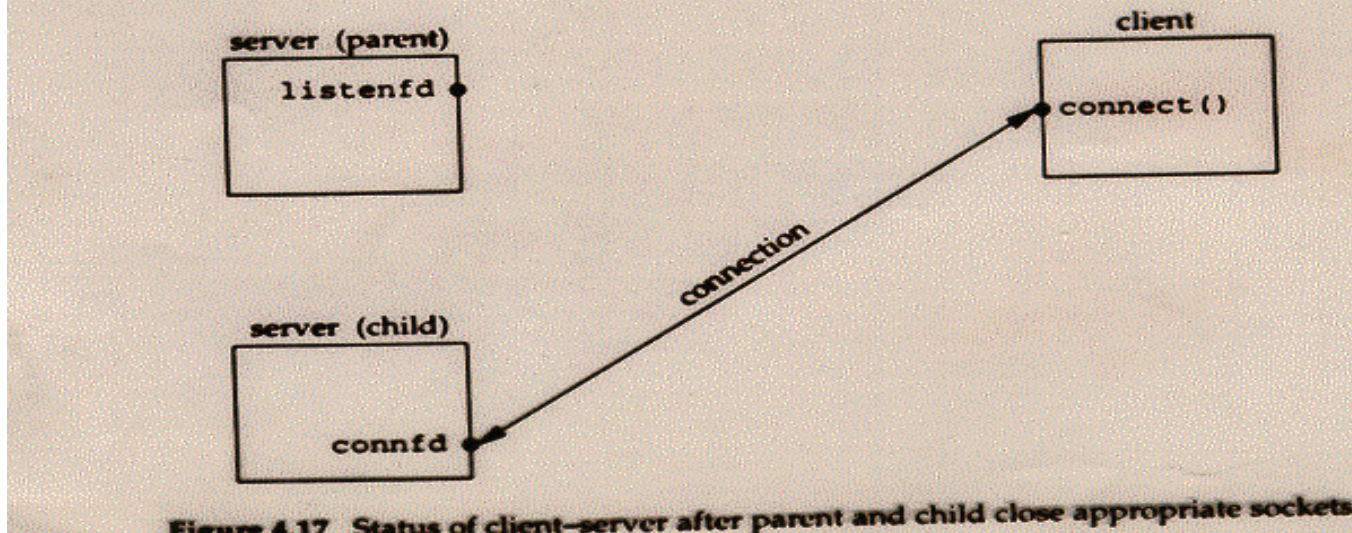 client
server (parent)
listenfd
connect()
connection
server (child)
connfd
Figure 4.17 Status of client–server after parent and child close appropriate sockets